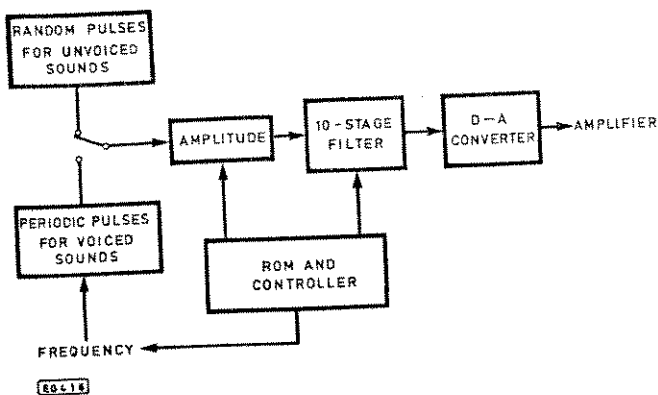 RANDOM PULSES
FOR UNVOICED
SOUNDS
AMPLITUDE
10-STAGE
FILTER
D-A
CONVERTER
AMPLIFIER
PERIODIC PULSES
FOR VOICED
SOUNDS
ROM AND
CONTROLLER
FREQUENCY